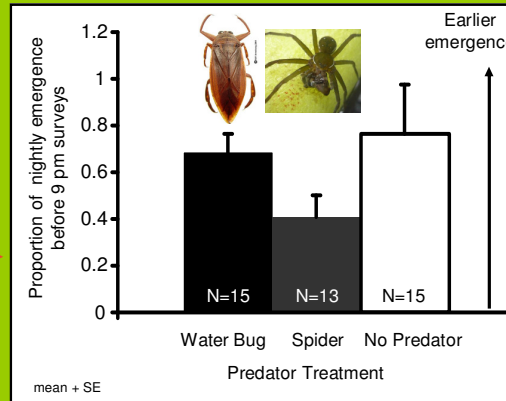 Earlier
emergence
Proportion of nightly emergence
before 9 pm surveys
1.2
1
0.8
0.6
0.4
0.2
0
N=15
N=13
N=15
Water Bug
Spider
No Predator
Predator Treatment
mean + SE